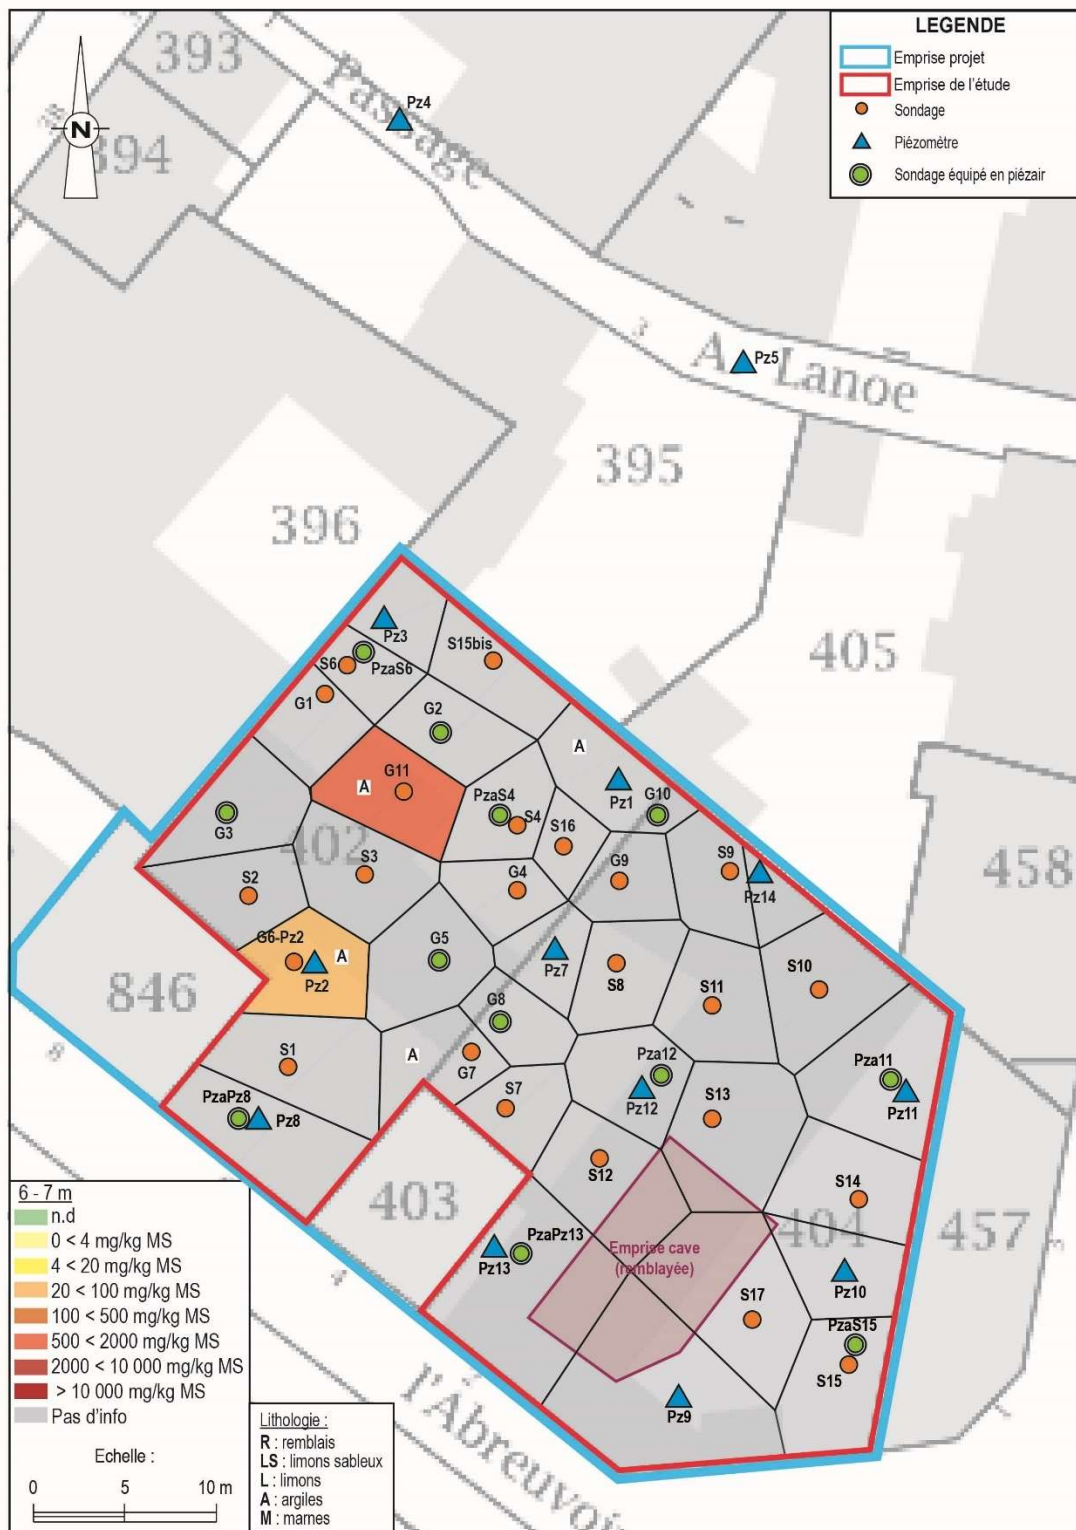 LEGENDE
Emprise projet
Emprise de l'étude
Sondage
Piézomètre
Sondage équipé en piézair
N
393
394
Passage
Pz4
3
A. Lanoe
Pz5
395
396
405
458
457
846
402
403
404
Pz3
S15bis
S6
PzaS6
G1
G2
A
G11
A
Pz1
G10
G3
PzaS4
S4
S16
S3
G9
S9
Pz14
S2
G4
G6-Pz2
A
Pz2
G5
Pz7
S8
S10
S11
G8
S1
A
G7
Pza12
Pz12
Pza11
Pz11
PzaPz8
Pz8
S7
S13
S12
S14
PzaPz13
Pz13
Emprise cave
(remblayée)
Pz10
S17
PzaS15
S15
Pz9
8
4
2
l'Abreuvoir
6 - 7 m
n.d
0 < 4 mg/kg MS
4 < 20 mg/kg MS
20 < 100 mg/kg MS
100 < 500 mg/kg MS
500 < 2000 mg/kg MS
2000 < 10 000 mg/kg MS
> 10 000 mg/kg MS
Pas d'info
Echelle :
0 5 10 m
Lithologie :
R : remblais
LS : limons sableux
L : limons
A : argiles
M : marnes